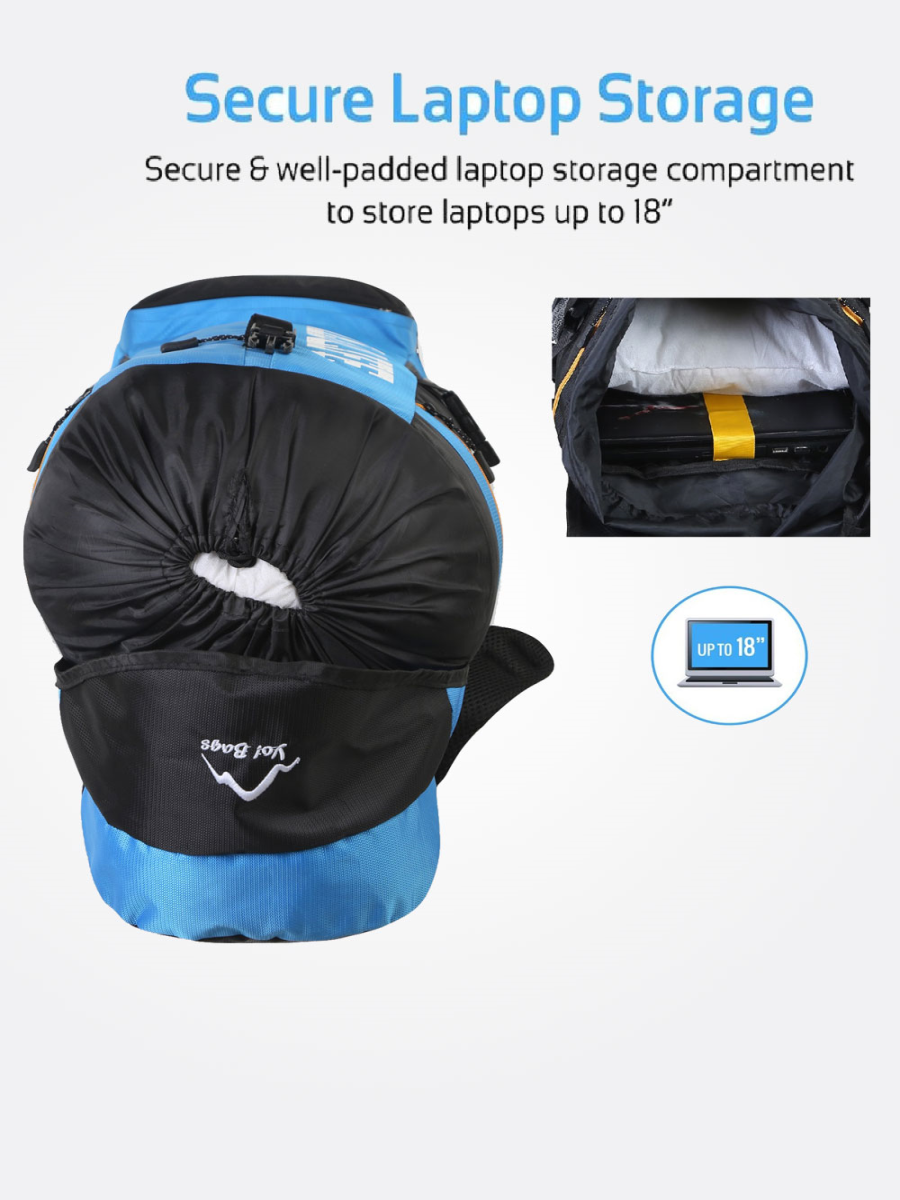 Secure Laptop Storage
Secure & well-padded laptop storage compartment
to store laptops up to 18”
UP TO 18”
Yo! Bags